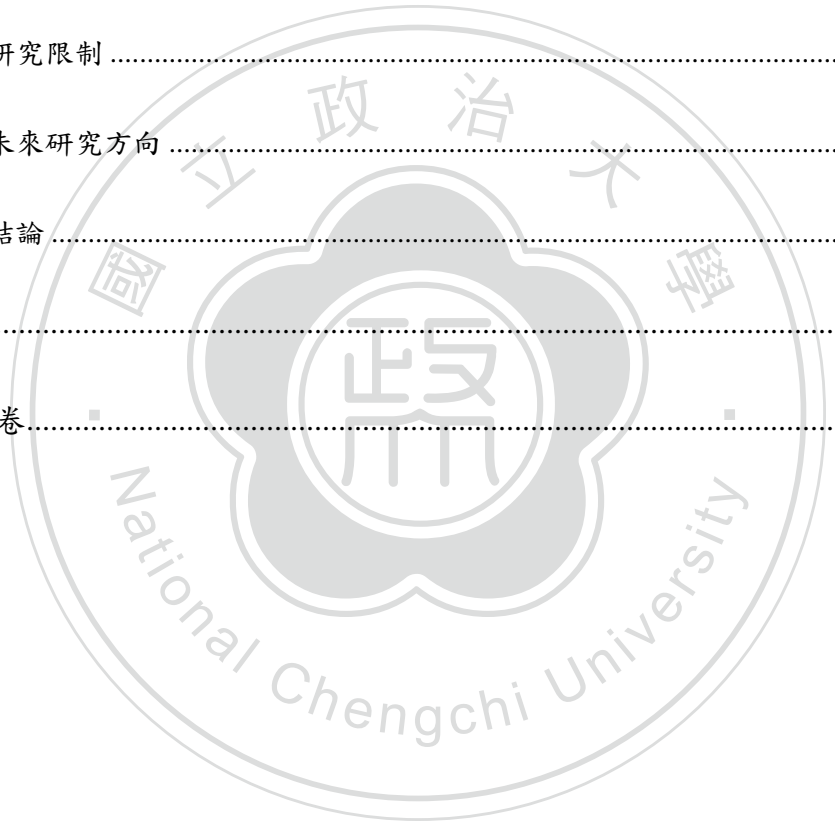 研究限制 ................................................................
未來研究方向 ................................................................
結論 ................................................................
................................................................
卷 ................................................................
國立政治大學
政
National Chengchi University